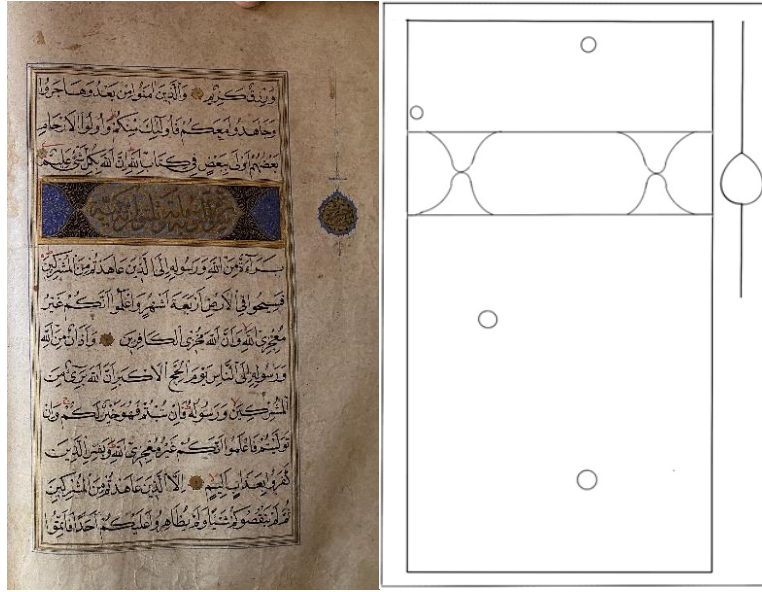 ورزق كريم والذين امنوا من بعد وهاجروا
وجاهدوا معكم فاولئك منكم واولوا الارحام
بعضهم اولى ببعض في كتاب الله ان الله بكل شئ عليم
براءة من الله ورسوله الى الذين عاهدتم من المشركين
فسيحوا في الارض اربعة اشهر واعلموا انكم غير
معجزي الله وان الله مخزي الكافرين واذان من الله
ورسوله الى الناس يوم الحج الاكبر ان الله برئ من
المشركين ورسوله فان تبتم فهو خير لكم وان
توليتم فاعلموا انكم غير معجزي الله وبشر الذين
كفروا بعذاب اليم الا الذين عاهدتم من المشركين
ثم لم ينقصوكم شيئا ولم يظاهروا عليكم احدا فاتموا